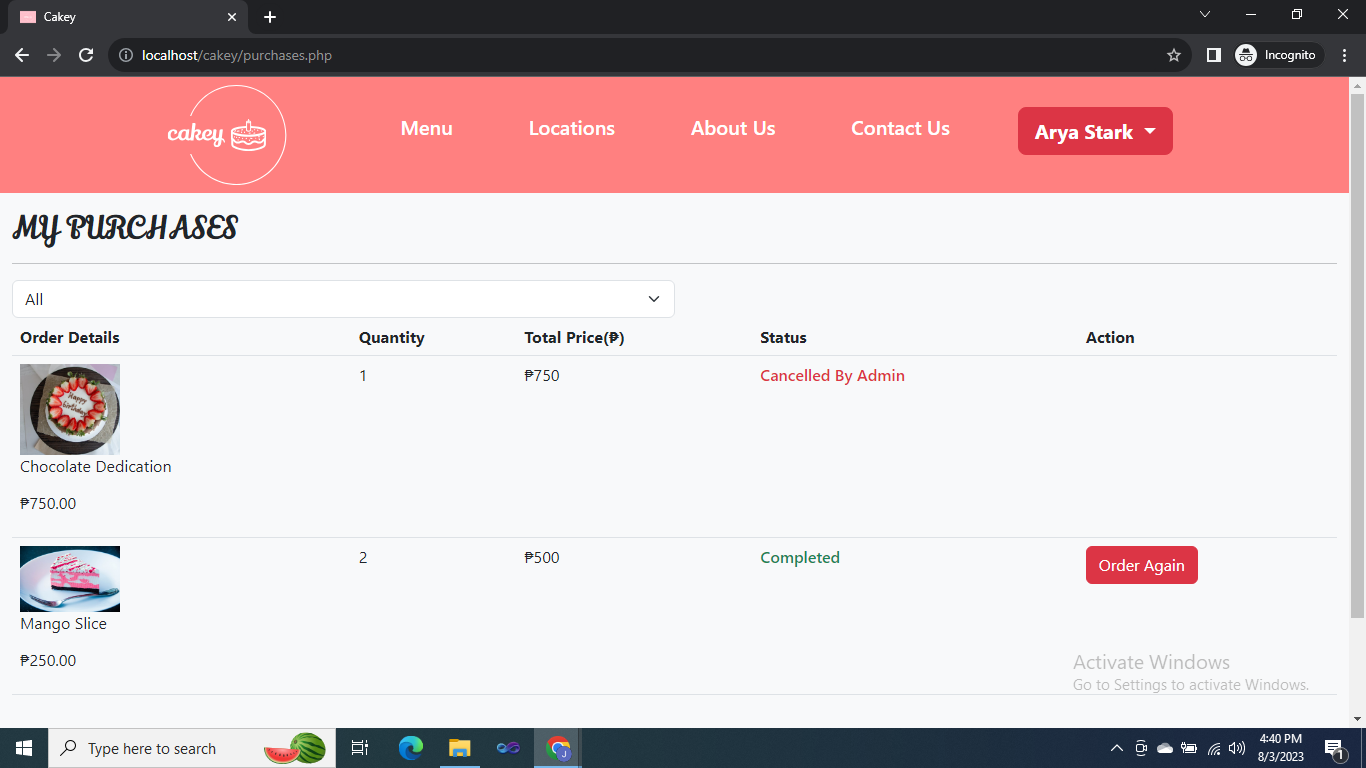 Cakey
localhost/cakey/purchases.php
Incognito
cakey
Menu
Locations
About Us
Contact Us
Arya Stark
MY PURCHASES
All
Order Details Quantity Total Price(₱) Status Action
Happy
birthday
1 ₱750 Cancelled By Admin
Chocolate Dedication
₱750.00
2 ₱500 Completed Order Again
Mango Slice
₱250.00
Activate Windows
Go to Settings to activate Windows.
Type here to search
J
4:40 PM
8/3/2023
1